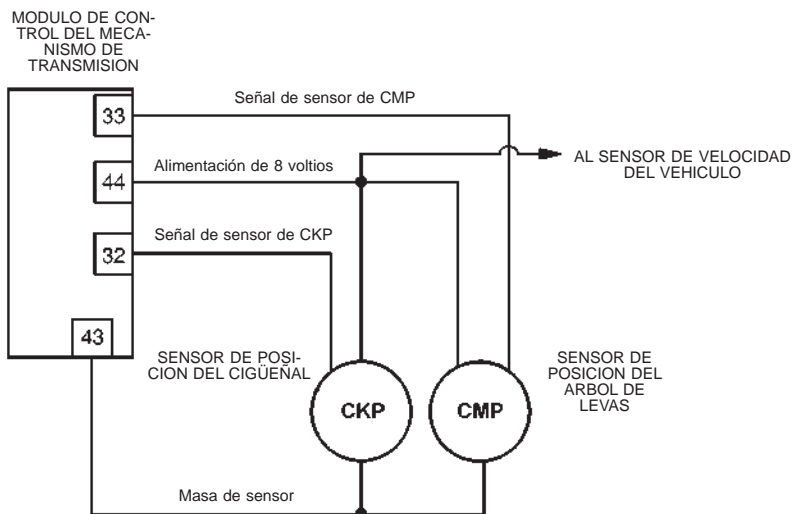 MODULO DE CON-
TROL DEL MECA-
NISMO DE
TRANSMISION
33
Señal de sensor de CMP
AL SENSOR DE VELOCIDAD
DEL VEHICULO
44
Alimentación de 8 voltios
32
Señal de sensor de CKP
43
SENSOR DE POSI-
CION DEL CIGÜEÑAL
SENSOR DE
POSICION DEL
ARBOL DE
LEVAS
CKP
CMP
Masa de sensor